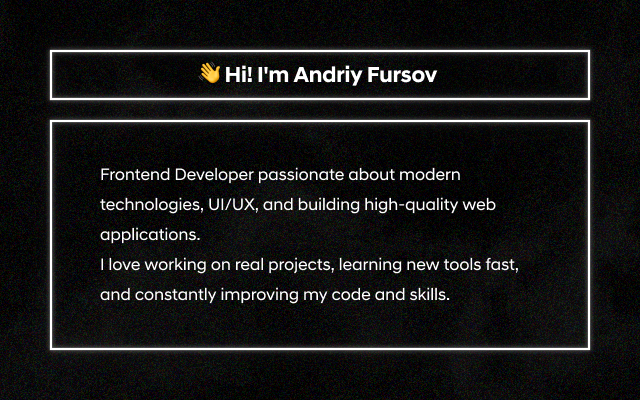 👋 Hi! I'm Andriy Fursov
Frontend Developer passionate about modern
technologies, UI/UX, and building high-quality web
applications.
I love working on real projects, learning new tools fast,
and constantly improving my code and skills.